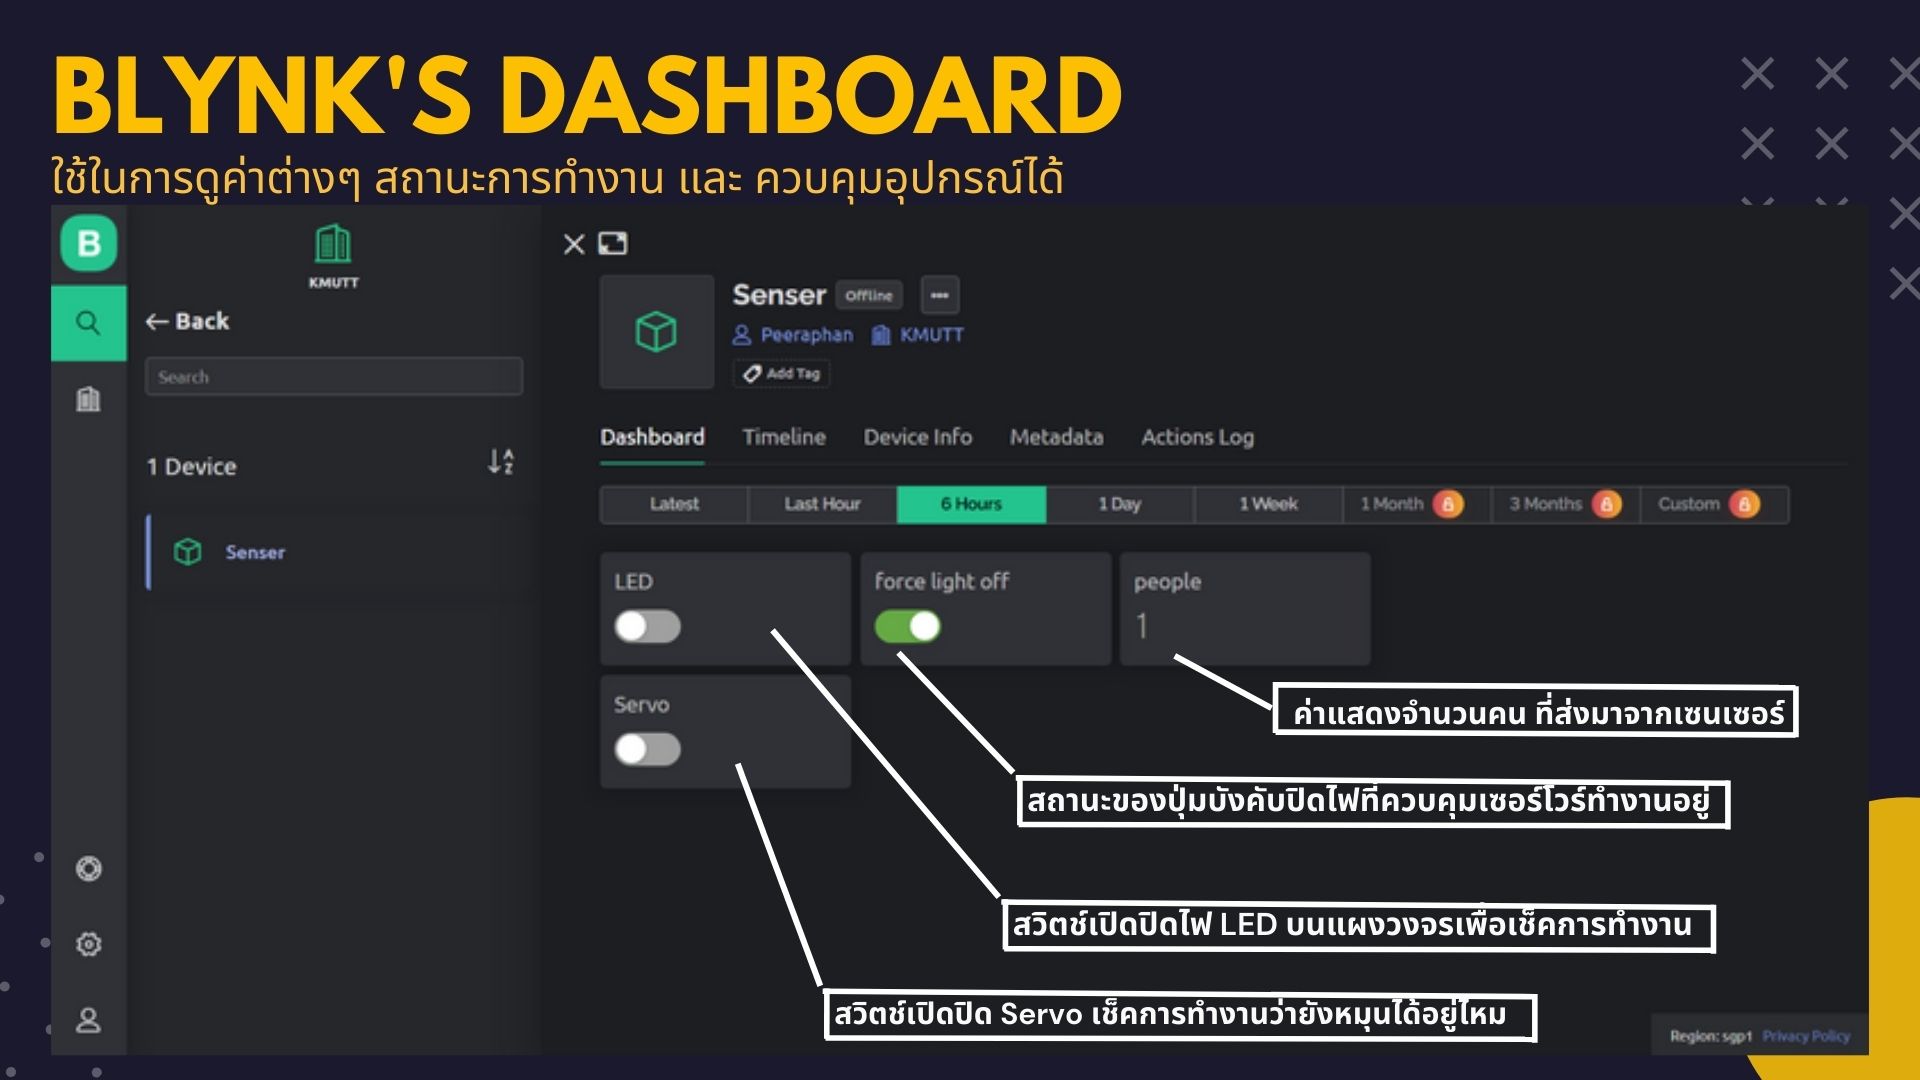 BLYNK'S DASHBOARD
ใช้ในการดูค่าต่างๆ สถานะการทำงาน และ ควบคุมอุปกรณ์ได้
B
KMUTT
Back
Search
1 Device
Senser
Senser Offline
Peeraphan KMUTT
Add Tag
Dashboard Timeline Device Info Metadata Actions Log
Latest Last Hour 6 Hours 1 Day 1 Week 1 Month 3 Months Custom
LED force light off people
1
Servo
ค่าแสดงจำนวนคน ที่ส่งมาจากเซนเซอร์
สถานะของปุ่มบังคับปิดไฟที่ควบคุมเซอร์โวร์ทำงานอยู่
สวิตช์เปิดปิดไฟ LED บนแผงวงจรเพื่อเช็คการทำงาน
สวิตช์เปิดปิด Servo เช็คการทำงานว่ายังหมุนได้อยู่ไหม
Region: sgp1 Privacy Policy